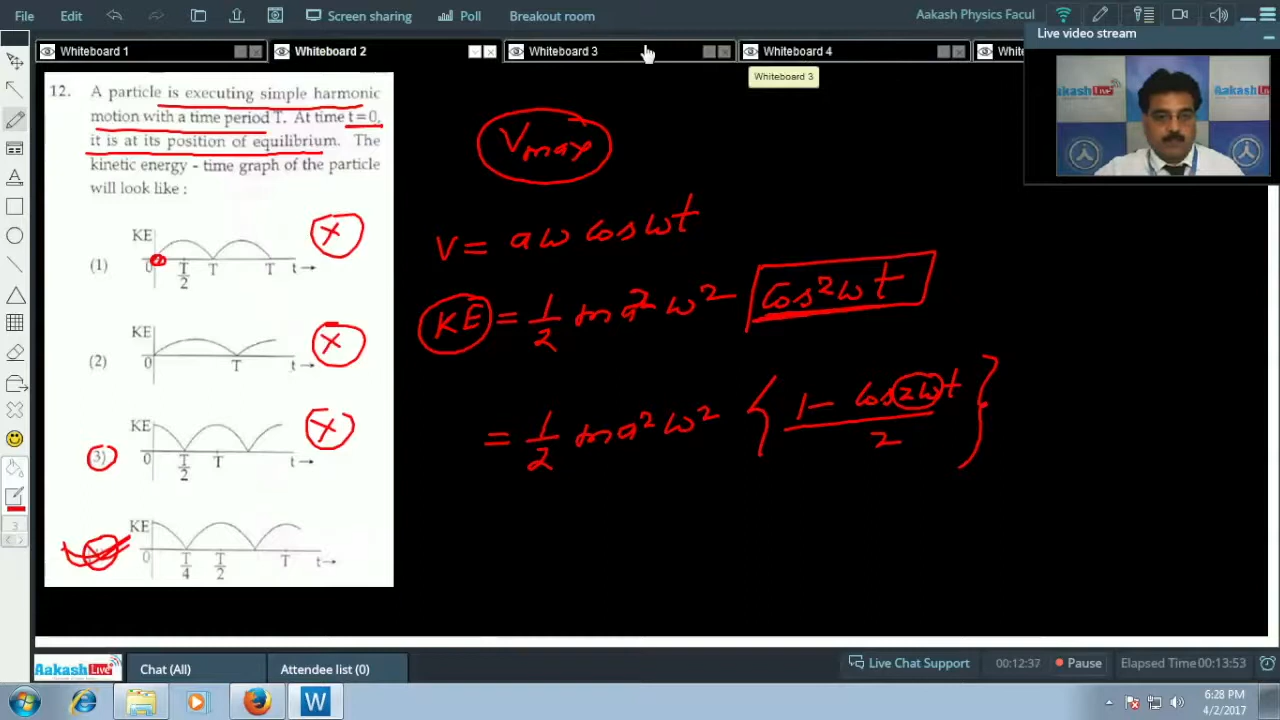 File Edit Screen sharing Poll Breakout room Aakash Physics Facul
Live video stream
Whiteboard 1 Whiteboard 2 Whiteboard 3 Whiteboard 4 Whit
Whiteboard 3
12. A particle is executing simple harmonic
motion with a time period T. At time t=0,
it is at its position of equilibrium. The
kinetic energy - time graph of the particle
will look like :
(1) KE 0 T/2 T T t→
(2) KE 0 T t→
3) KE 0 T/2 T t→
KE 0 T/4 T/2 T t→
Vmax
V = aω cosωt
KE = 1/2 ma²ω² cos²ωt
= 1/2 ma²ω² { 1 - cos2ωt / 2 }
3
Aakash Live Chat (All) Attendee list (0) Live Chat Support 00:12:37 Pause Elapsed Time 00:13:53
6:28 PM
4/2/2017